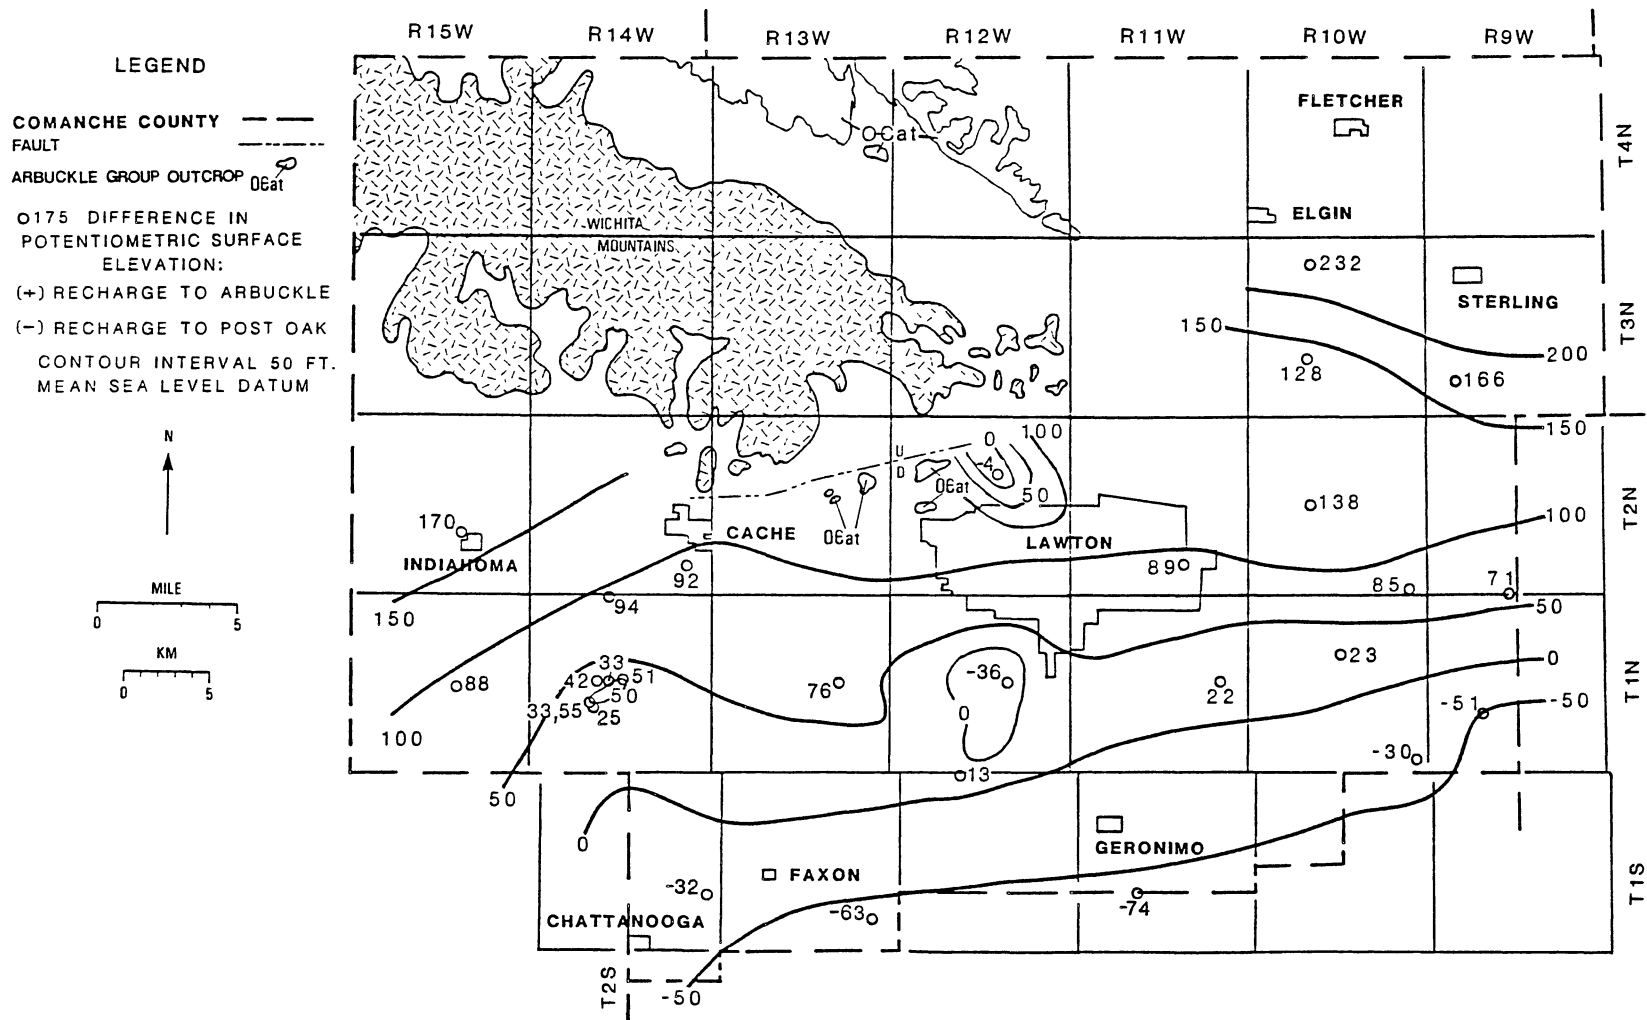 R15W
R14W
R13W
R12W
R11W
R10W
R9W
LEGEND
COMANCHE COUNTY
FAULT
ARBUCKLE GROUP OUTCROP OЄat
175 DIFFERENCE IN
POTENTIOMETRIC SURFACE
ELEVATION:
(+) RECHARGE TO ARBUCKLE
(-) RECHARGE TO POST OAK
CONTOUR INTERVAL 50 FT.
MEAN SEA LEVEL DATUM
N
MILE
0 5
KM
0 5
FLETCHER
O-Cat
T4N
ELGIN
WICHITA
MOUNTAINS
232
STERLING
T3N
150
200
128
166
150
0 100
U
D
-4
50
OЄat
OЄat
138
T2N
100
170
CACHE
LAWTON
INDIAHOMA
92
89
85
71
94
50
150
33
42
51
50
33,55
25
88
76
-36
0
22
23
0
T1N
-51
-50
-30
100
13
50
0
GERONIMO
FAXON
T1S
-32
-63
-74
CHATTANOOGA
T2S
-50